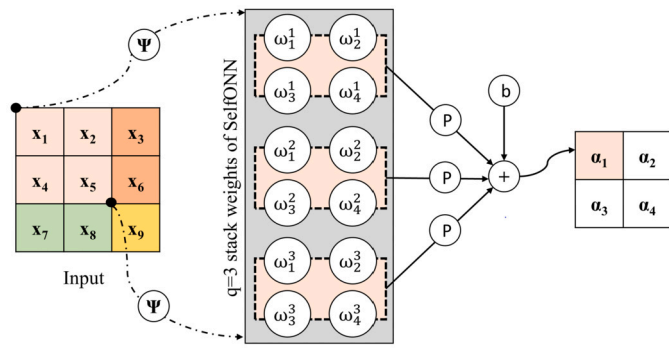 Ψ
x₁ x₂ x₃
x₄ x₅ x₆
x₇ x₈ x₉
Input
Ψ
q=3 stack weights of SelfONN
ω₁¹ ω₂¹
ω₃¹ ω₄¹
ω₁² ω₂²
ω₃² ω₄²
ω₁³ ω₂³
ω₃³ ω₄³
P
P
P
b
+
α₁ α₂
α₃ α₄